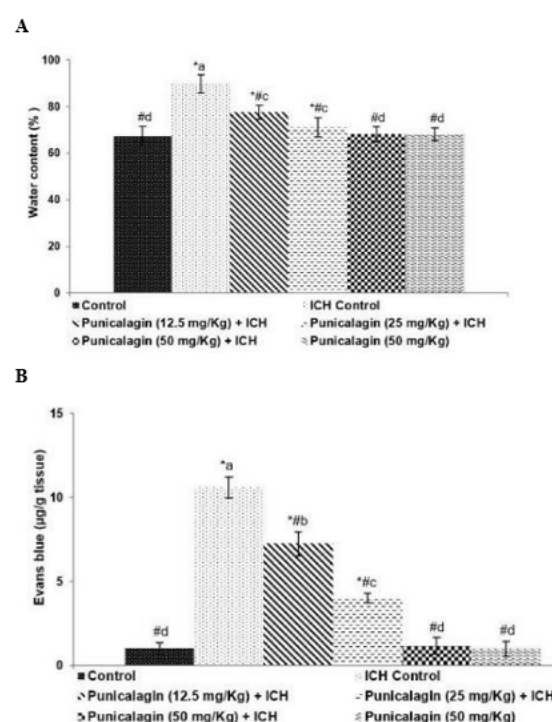 A
Water content (% )
100
80
60
40
20
0
#d
*a
*#c
*#c
#d
#d
Control
ICH Control
Punicalagin (12.5 mg/Kg) + ICH
Punicalagin (25 mg/Kg) + ICH
Punicalagin (50 mg/Kg) + ICH
Punicalagin (50 mg/Kg)
B
Evans blue (µg/g tissue)
15
10
5
0
#d
*a
*#b
*#c
#d
#d
Control
ICH Control
Punicalagin (12.5 mg/Kg) + ICH
Punicalagin (25 mg/Kg) + ICH
Punicalagin (50 mg/Kg) + ICH
Punicalagin (50 mg/Kg)